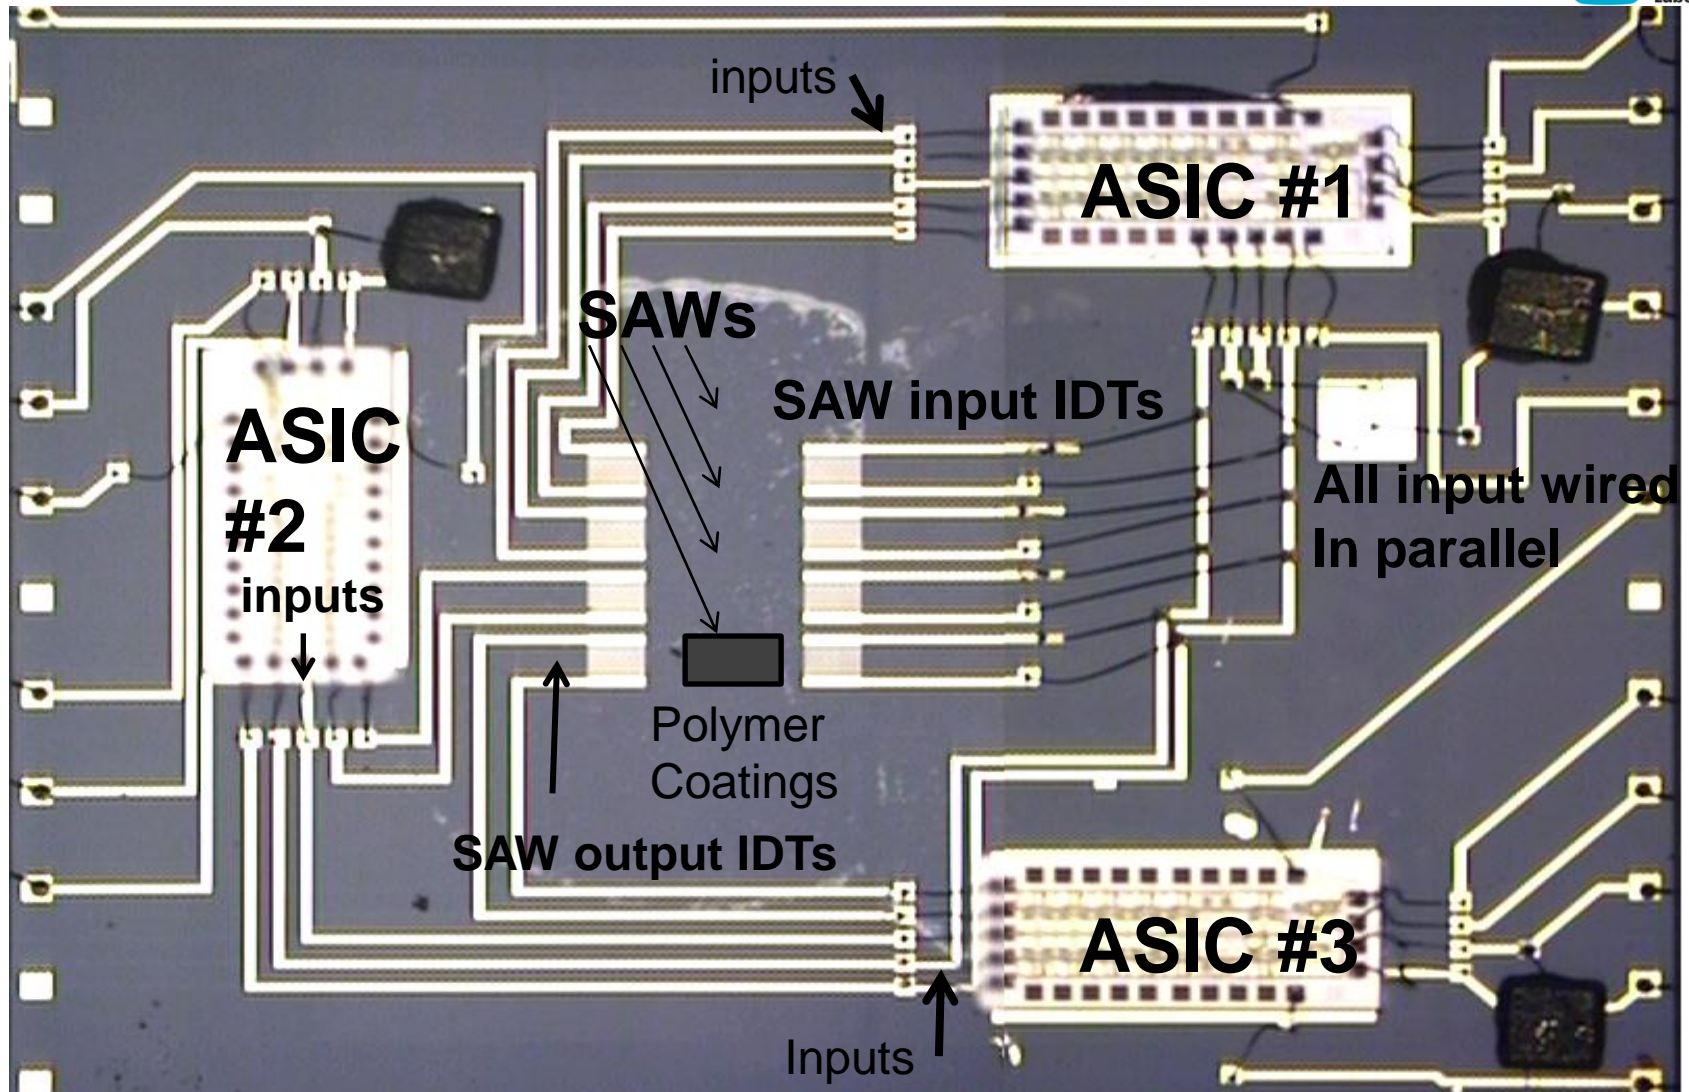 inputs
ASIC #1
SAWs
SAW input IDTs
ASIC
#2
inputs
All input wired
In parallel
Polymer
Coatings
SAW output IDTs
ASIC #3
Inputs